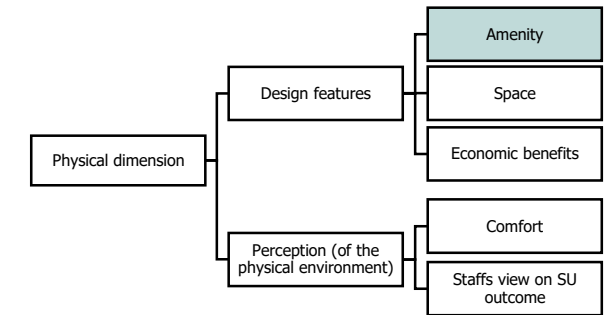 Physical dimension
Design features
Amenity
Space
Economic benefits
Perception (of the
physical environment)
Comfort
Staffs view on SU
outcome